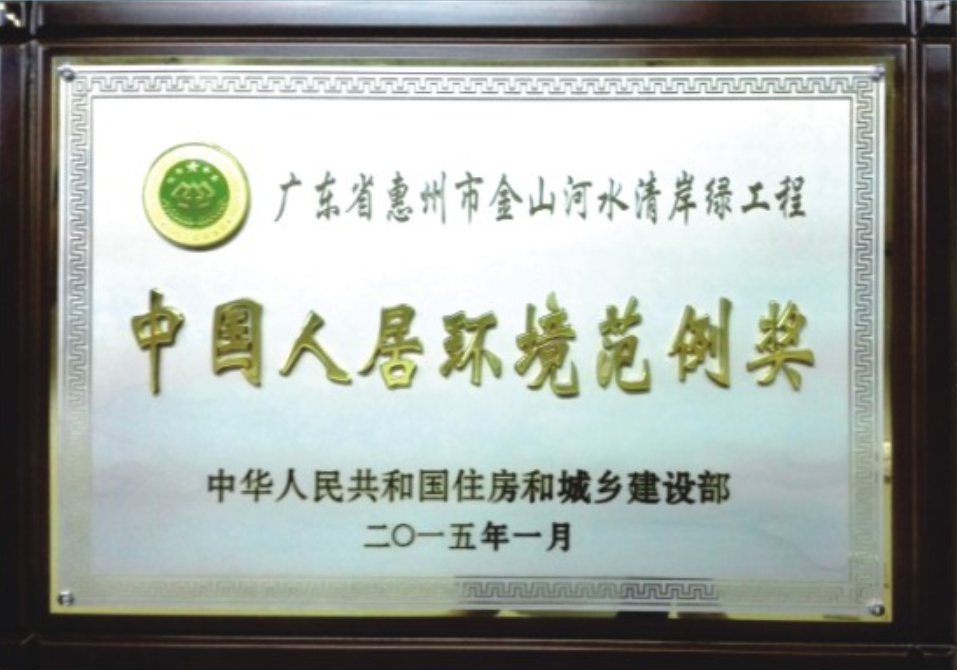 广东省惠州市金山河水清岸绿工程
中国人居环境范例奖
中华人民共和国住房和城乡建设部
二〇一五年一月